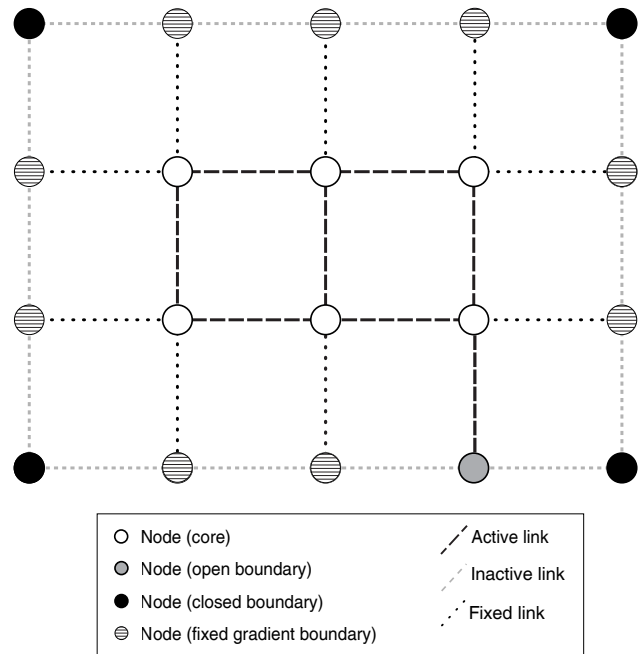 Node (core)
Node (open boundary)
Node (closed boundary)
Node (fixed gradient boundary)
Active link
Inactive link
Fixed link